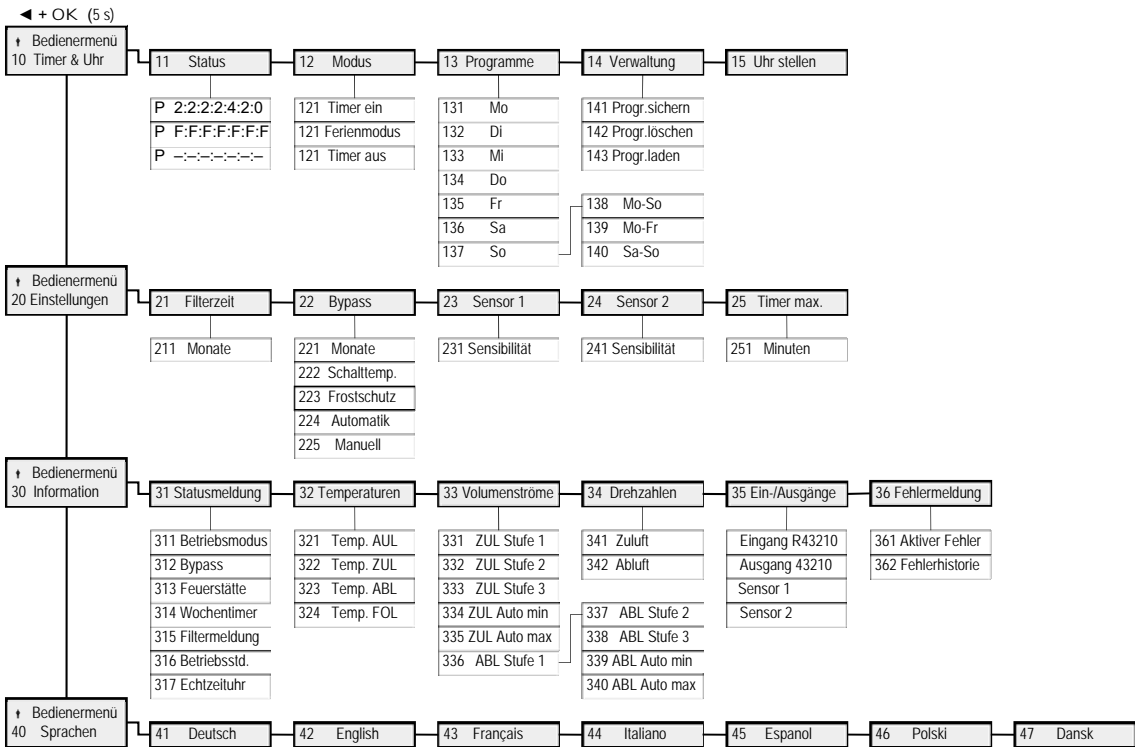 ◄ + OK (5 s)
Bedienermenü
10 Timer & Uhr
11 Status
12 Modus
13 Programme
14 Verwaltung
15 Uhr stellen
P 2:2:2:2:4:2:0
P F:F:F:F:F:F:F
P –:–:–:–:–:–:–
121 Timer ein
121 Ferienmodus
121 Timer aus
131 Mo
132 Di
133 Mi
134 Do
135 Fr
136 Sa
137 So
141 Progr.sichern
142 Progr.löschen
143 Progr.laden
138 Mo-So
139 Mo-Fr
140 Sa-So
Bedienermenü
20 Einstellungen
21 Filterzeit
22 Bypass
23 Sensor 1
24 Sensor 2
25 Timer max.
211 Monate
221 Monate
222 Schalttemp.
223 Frostschutz
224 Automatik
225 Manuell
231 Sensibilität
241 Sensibilität
251 Minuten
Bedienermenü
30 Information
31 Statusmeldung
32 Temperaturen
33 Volumenströme
34 Drehzahlen
35 Ein-/Ausgänge
36 Fehlermeldung
311 Betriebsmodus
312 Bypass
313 Feuerstätte
314 Wochentimer
315 Filtermeldung
316 Betriebsstd.
317 Echtzeituhr
321 Temp. AUL
322 Temp. ZUL
323 Temp. ABL
324 Temp. FOL
331 ZUL Stufe 1
332 ZUL Stufe 2
333 ZUL Stufe 3
334 ZUL Auto min
335 ZUL Auto max
336 ABL Stufe 1
341 Zuluft
342 Abluft
337 ABL Stufe 2
338 ABL Stufe 3
339 ABL Auto min
340 ABL Auto max
Eingang R43210
Ausgang 43210
Sensor 1
Sensor 2
361 Aktiver Fehler
362 Fehlerhistorie
Bedienermenü
40 Sprachen
41 Deutsch
42 English
43 Français
44 Italiano
45 Espanol
46 Polski
47 Dansk